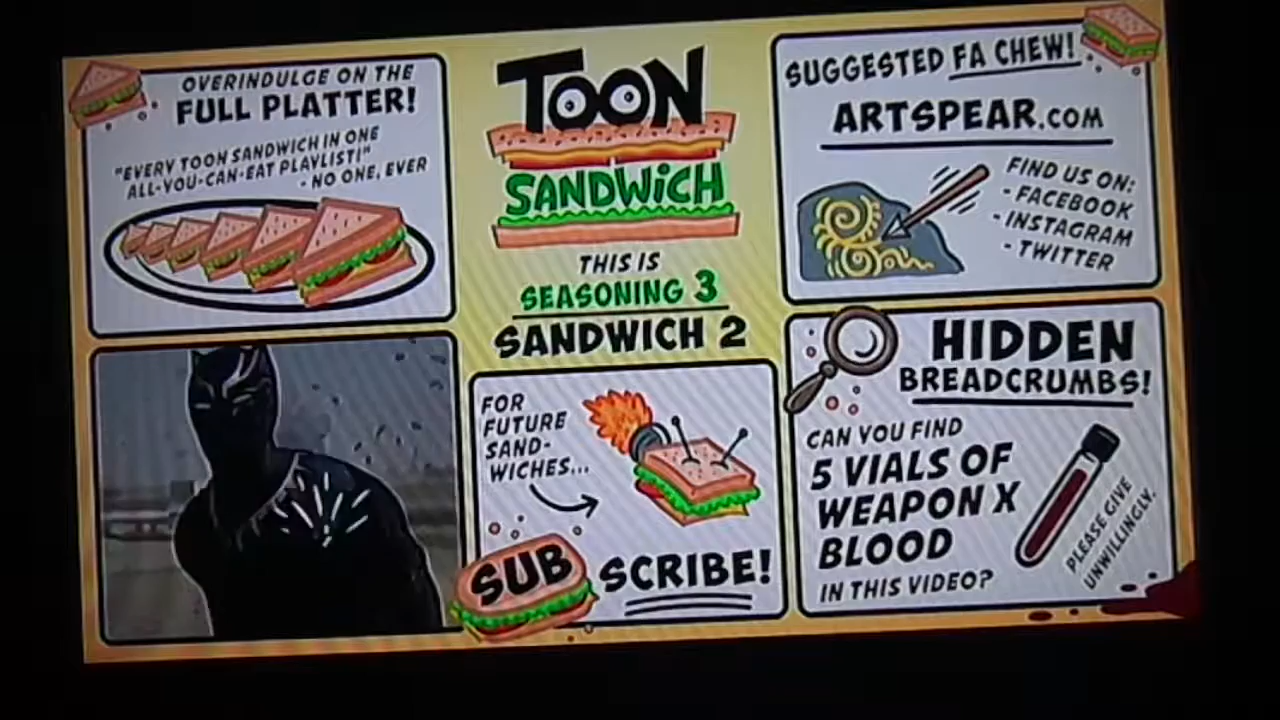 OVERINDULGE ON THE
FULL PLATTER!
"EVERY TOON SANDWICH IN ONE
ALL-YOU-CAN-EAT PLAYLIST!"
- NO ONE, EVER
TOON
SANDWiCH
THIS IS
SEASONING 3
SANDWICH 2
FOR
FUTURE
SAND-
WICHES...
SUBSCRIBE!
SUGGESTED FA CHEW!
ARTSPEAR.COM
FIND US ON:
- FACEBOOK
- INSTAGRAM
- TWITTER
HIDDEN
BREADCRUMBS!
CAN YOU FIND
5 VIALS OF
WEAPON X
BLOOD
IN THIS VIDEO?
PLEASE GIVE
UNWILLINGLY.